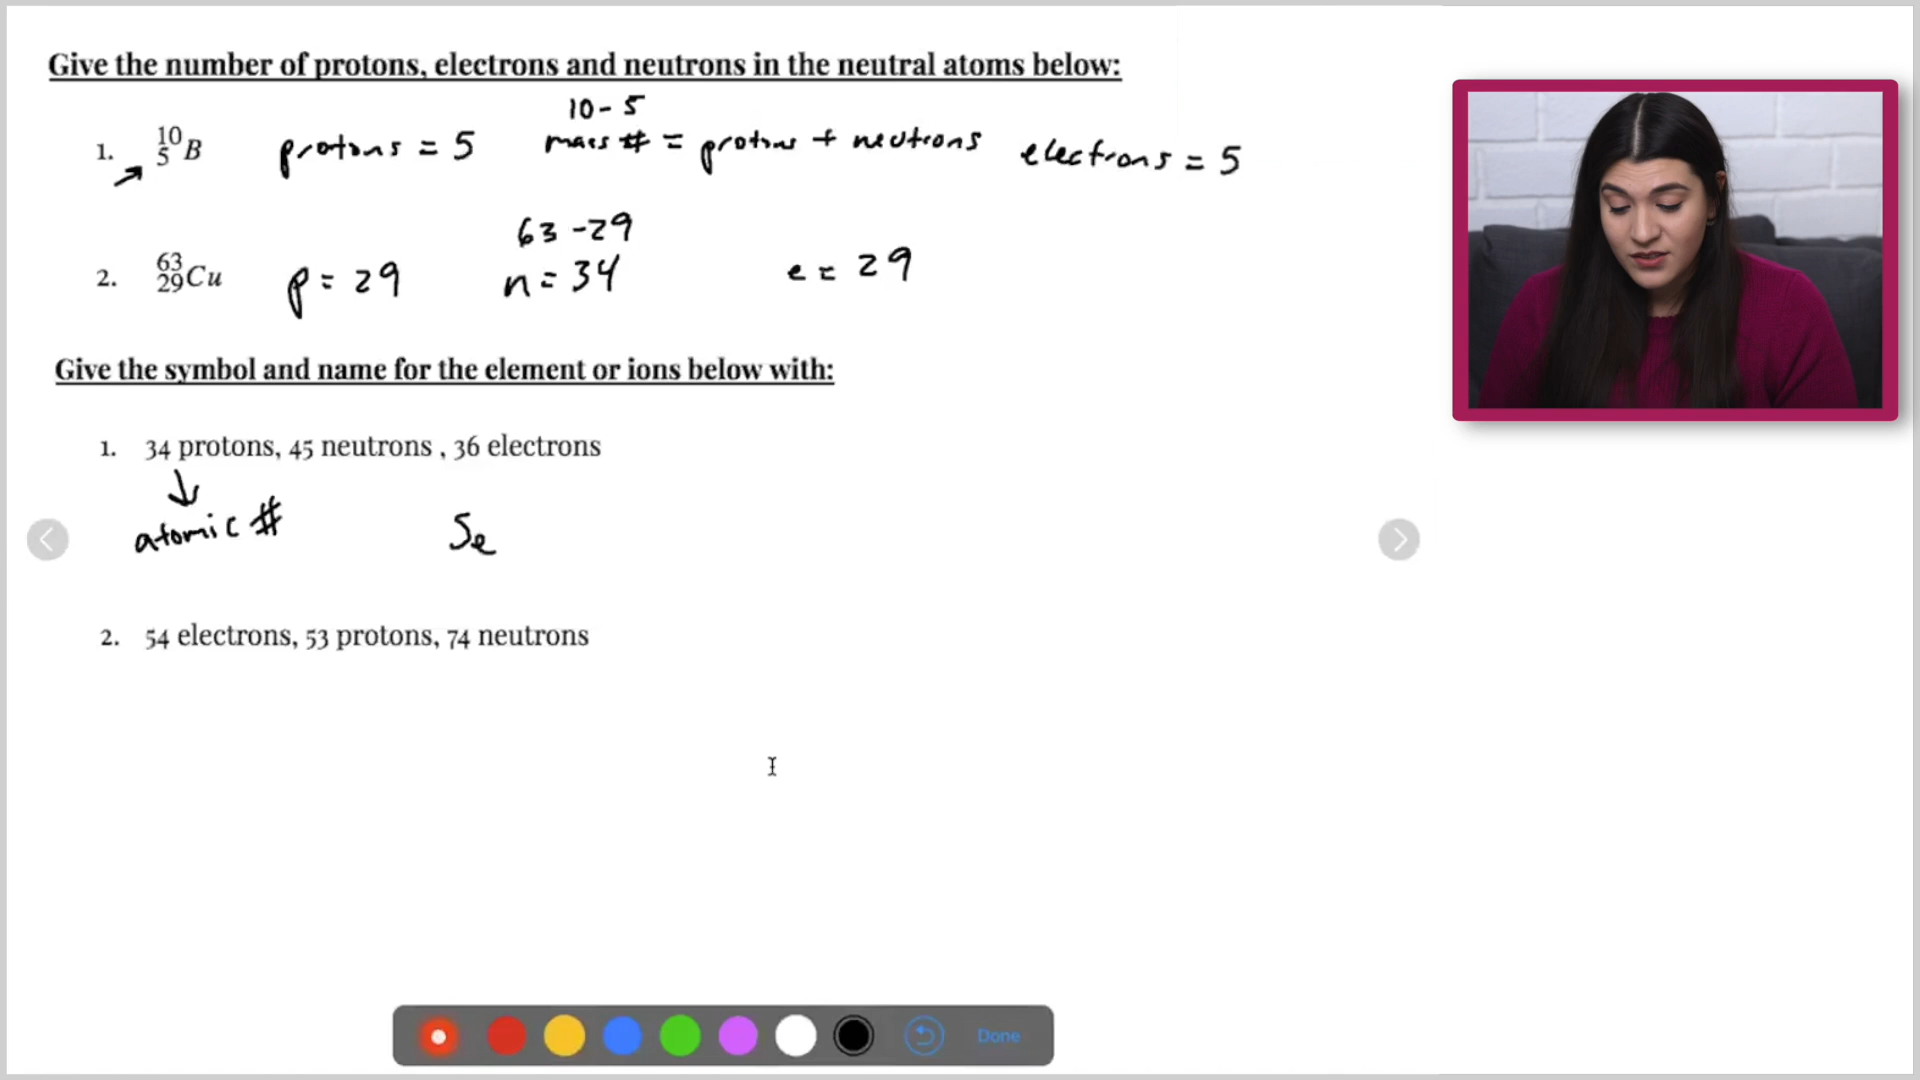 Give the number of protons, electrons and neutrons in the neutral atoms below:
10 - 5
1. 10 5 B protons = 5 mass # = protons + neutrons electrons = 5
63 - 29
2. 63 29 Cu p = 29 n = 34 e = 29
Give the symbol and name for the element or ions below with:
1. 34 protons, 45 neutrons , 36 electrons
atomic # Se
2. 54 electrons, 53 protons, 74 neutrons
Done